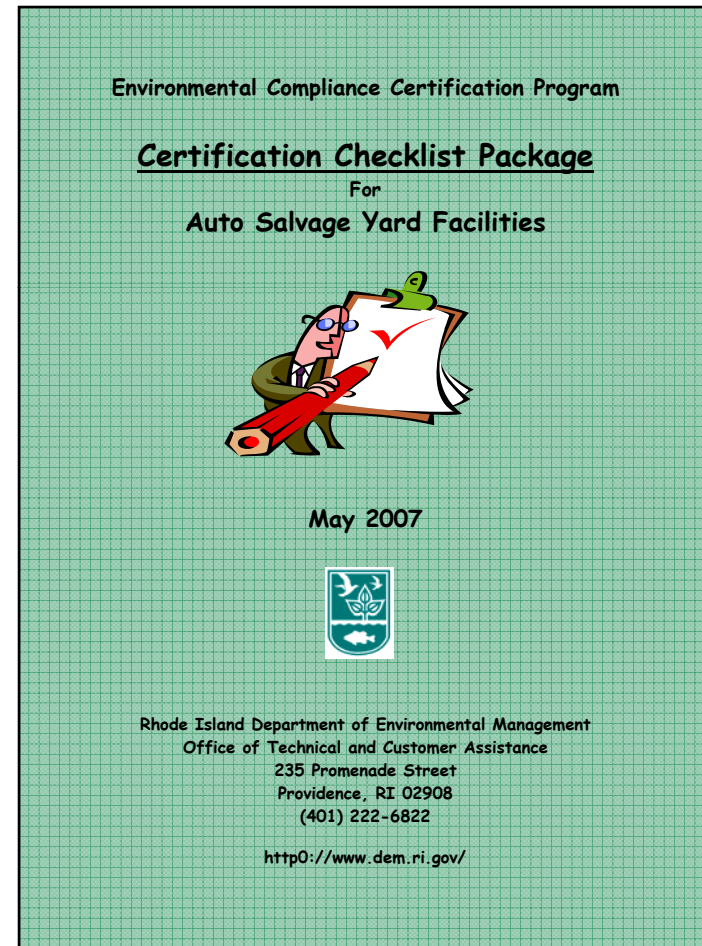 Environmental Compliance Certification Program
Certification Checklist Package
For
Auto Salvage Yard Facilities
May 2007
Rhode Island Department of Environmental Management
Office of Technical and Customer Assistance
235 Promenade Street
Providence, RI 02908
(401) 222-6822
http0://www.dem.ri.gov/